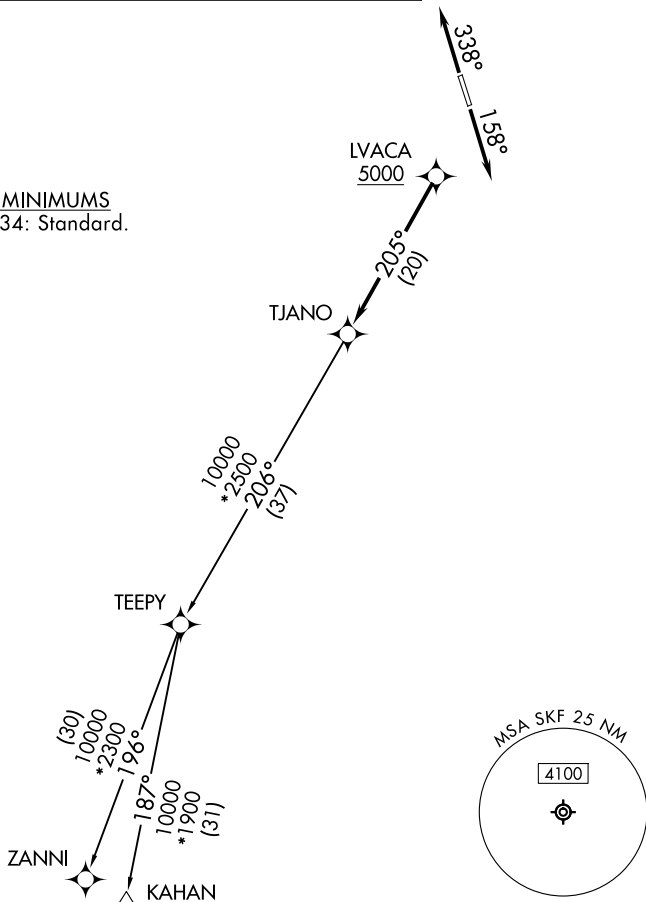 338°
158°
LVACA
5000
MINIMUMS
34: Standard.
205°
(20)
TJANO
10000
*2500
206°
(37)
TEEPY
(30)
10000
*2300
196°
187°
10000
*1900
(31)
ZANNI
KAHAN
MSA SKF 25 NM
4100